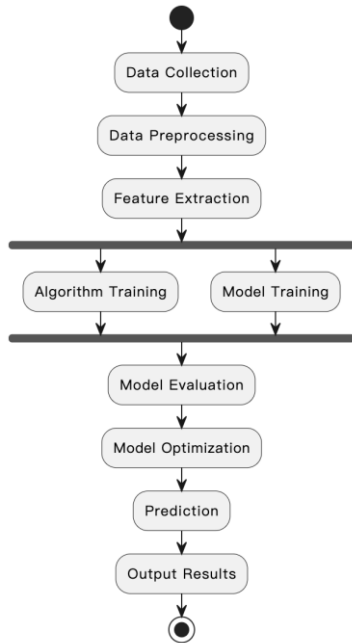 Data Collection
Data Preprocessing
Feature Extraction
Algorithm Training
Model Training
Model Evaluation
Model Optimization
Prediction
Output Results